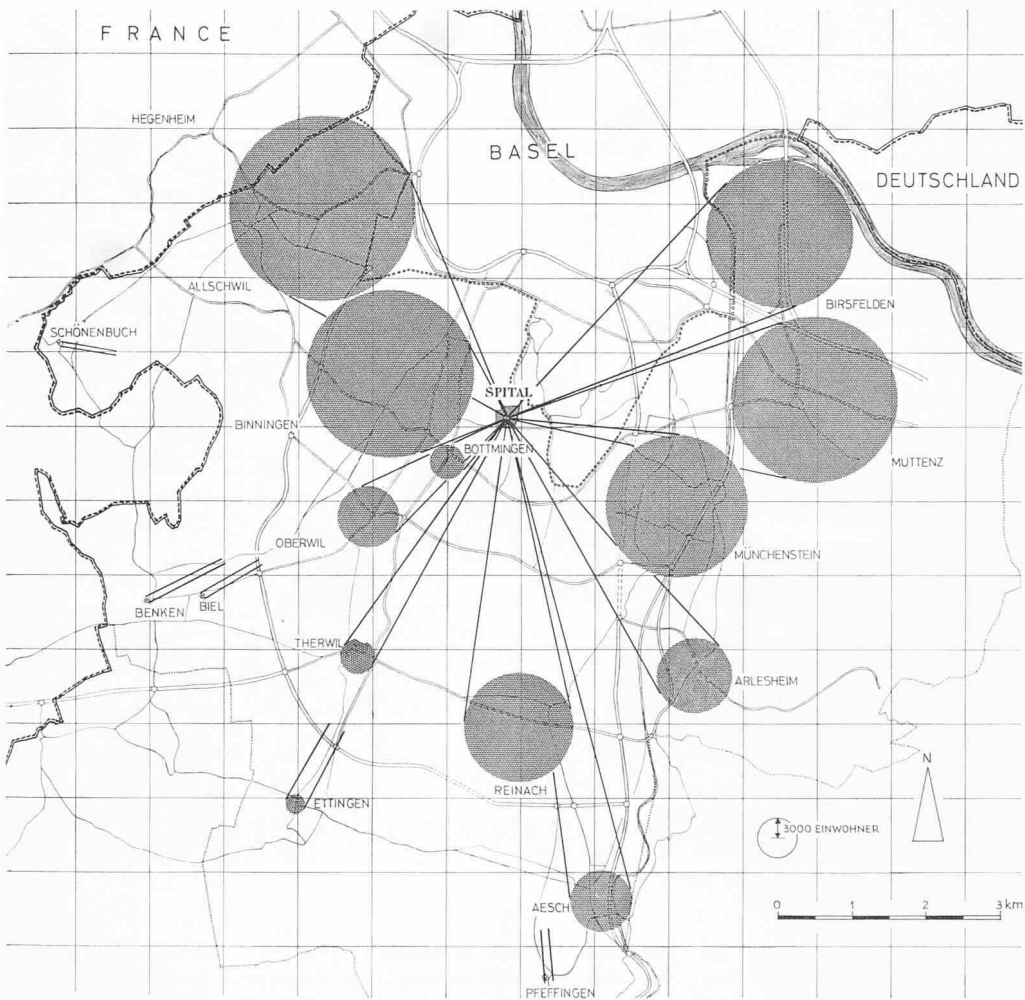 FRANCE
HEGENHEIM
BASEL
DEUTSCHLAND
ALLSCHWIL
BIRSFELDEN
SCHÖNENBUCH
SPITAL
BINNINGEN
BOTTMINGEN
MUTTENZ
OBERWIL
MÜNCHENSTEIN
BENKEN
BIEL
THERWIL
ARLESHEIM
N
REINACH
ETTINGEN
3000 EINWOHNER
AESCH
0 1 2 3 km
PFEFFINGEN